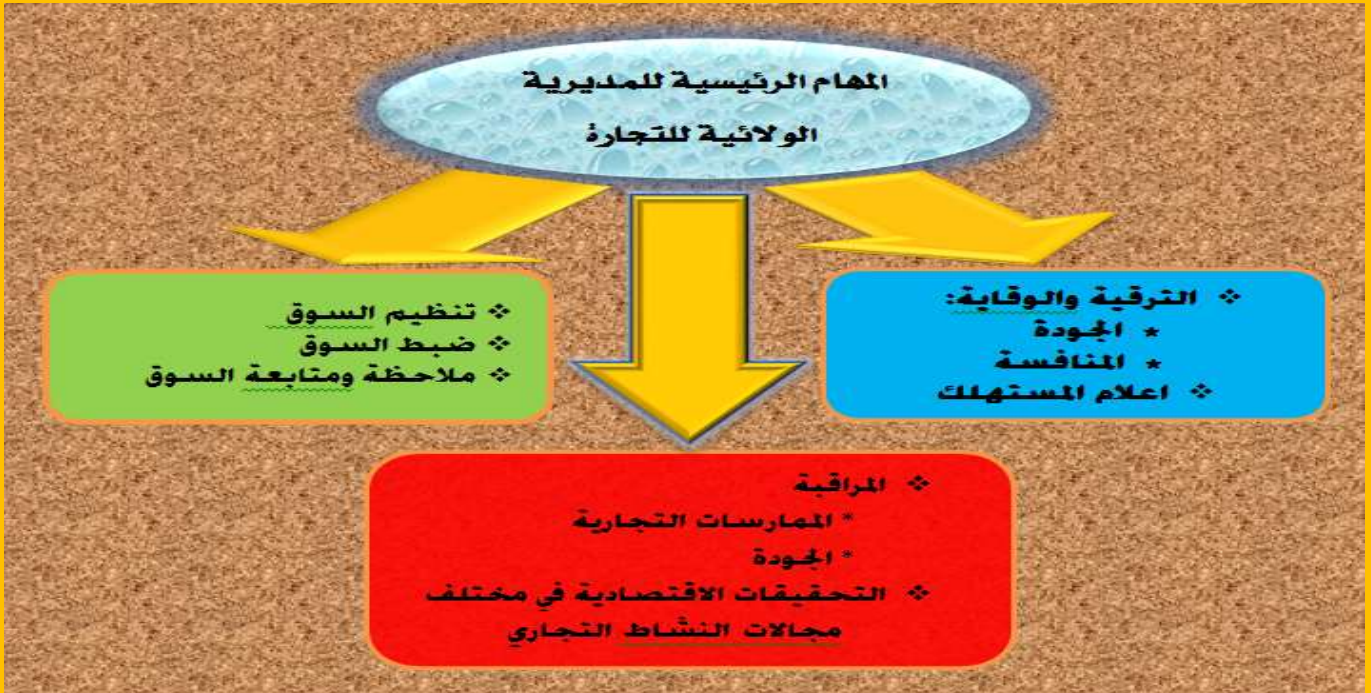 المهام الرئيسية للمديرية
الولائية للتجارة
❖ الترقية والوقاية:
٭ الجودة
٭ المنافسة
❖ اعلام المستهلك
❖ تنظيم السوق
❖ ضبط السوق
❖ ملاحظة ومتابعة السوق
❖ المراقبة
* الممارسات التجارية
* الجودة
❖ التحقيقات الاقتصادية في مختلف
مجالات النشاط التجاري